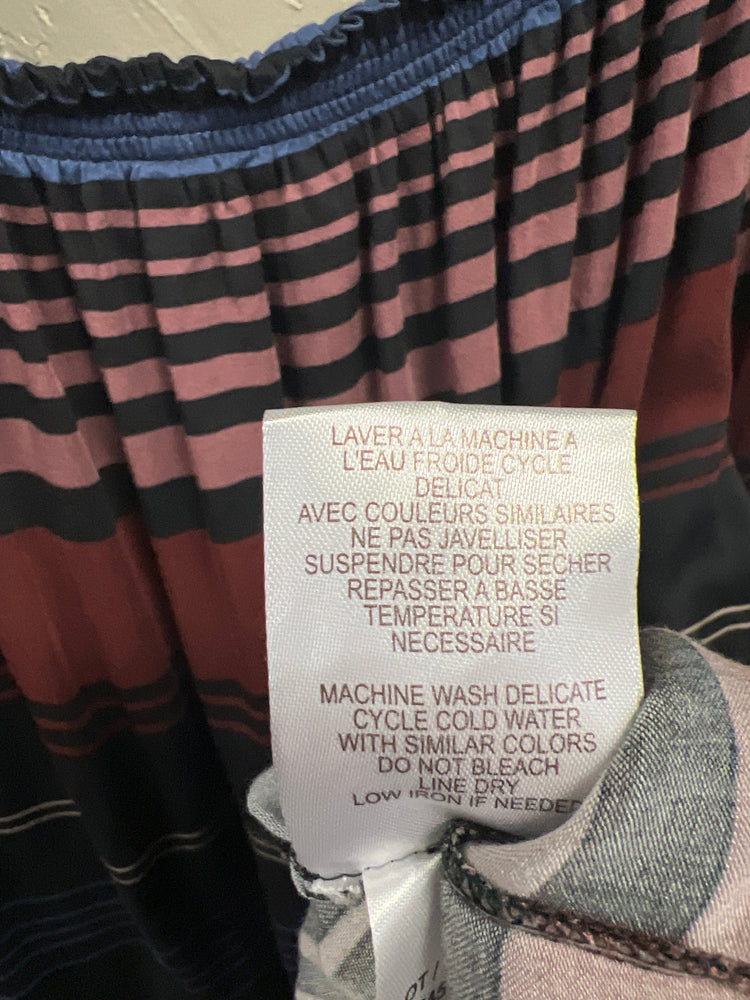 LAVER A LA MACHINE A
L'EAU FROIDE CYCLE
DELICAT
AVEC COULEURS SIMILAIRES
NE PAS JAVELLISER
SUSPENDRE POUR SECHER
REPASSER A BASSE
TEMPERATURE SI
NECESSAIRE
MACHINE WASH DELICATE
CYCLE COLD WATER
WITH SIMILAR COLORS
DO NOT BLEACH
LINE DRY
LOW IRON IF NEEDED